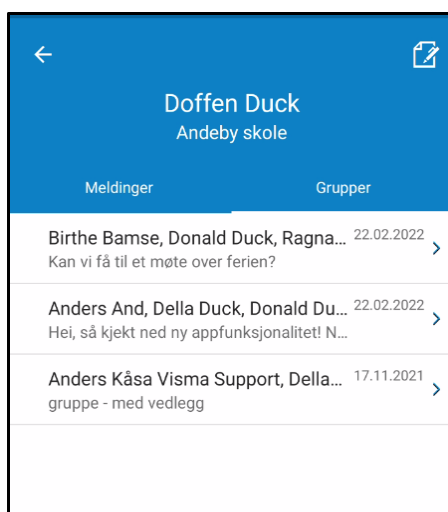 Doffen Duck
Andeby skole
Meldinger Grupper
Birthe Bamse, Donald Duck, Ragna... 22.02.2022
Kan vi få til et møte over ferien?
Anders And, Della Duck, Donald Du... 22.02.2022
Hei, så kjekt ned ny appfunksjonalitet! N...
Anders Kåsa Visma Support, Della... 17.11.2021
gruppe - med vedlegg